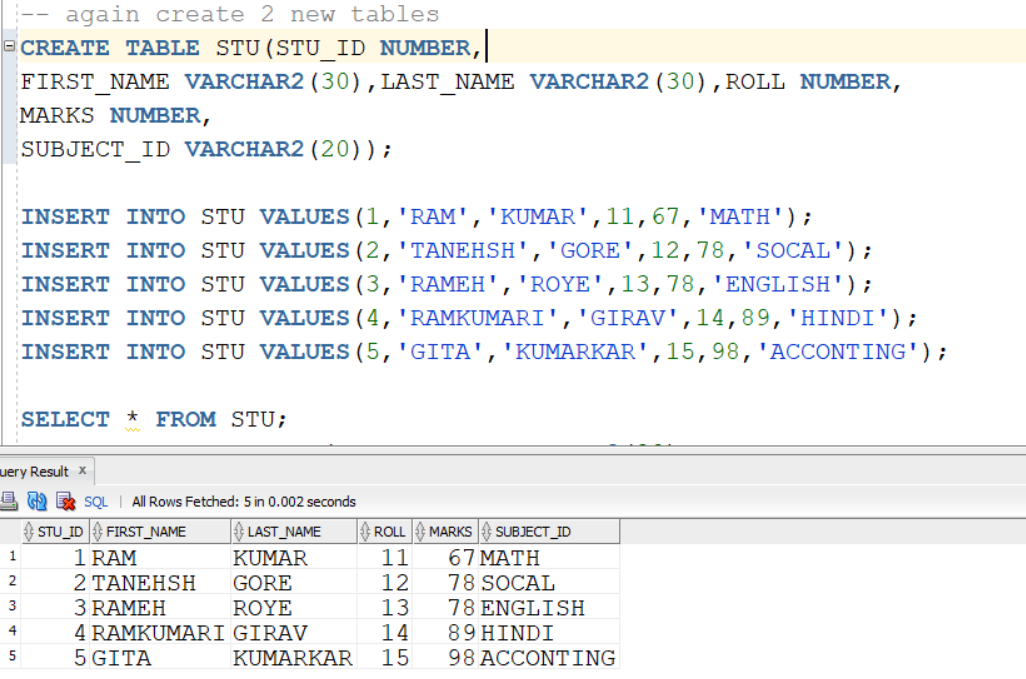 -- again create 2 new tables
CREATE TABLE STU(STU_ID NUMBER,
FIRST_NAME VARCHAR2(30),LAST_NAME VARCHAR2(30),ROLL NUMBER,
MARKS NUMBER,
SUBJECT_ID VARCHAR2(20));
INSERT INTO STU VALUES(1,'RAM','KUMAR',11,67,'MATH');
INSERT INTO STU VALUES(2,'TANEHSH','GORE',12,78,'SOCAL');
INSERT INTO STU VALUES(3,'RAMEH','ROYE',13,78,'ENGLISH');
INSERT INTO STU VALUES(4,'RAMKUMARI','GIRAV',14,89,'HINDI');
INSERT INTO STU VALUES(5,'GITA','KUMARKAR',15,98,'ACCONTING');
SELECT * FROM STU;
uery Result x
SQL | All Rows Fetched: 5 in 0.002 seconds
STU_ID FIRST_NAME LAST_NAME ROLL MARKS SUBJECT_ID
1 1 RAM KUMAR 11 67 MATH
2 2 TANEHSH GORE 12 78 SOCAL
3 3 RAMEH ROYE 13 78 ENGLISH
4 4 RAMKUMARI GIRAV 14 89 HINDI
5 5 GITA KUMARKAR 15 98 ACCONTING